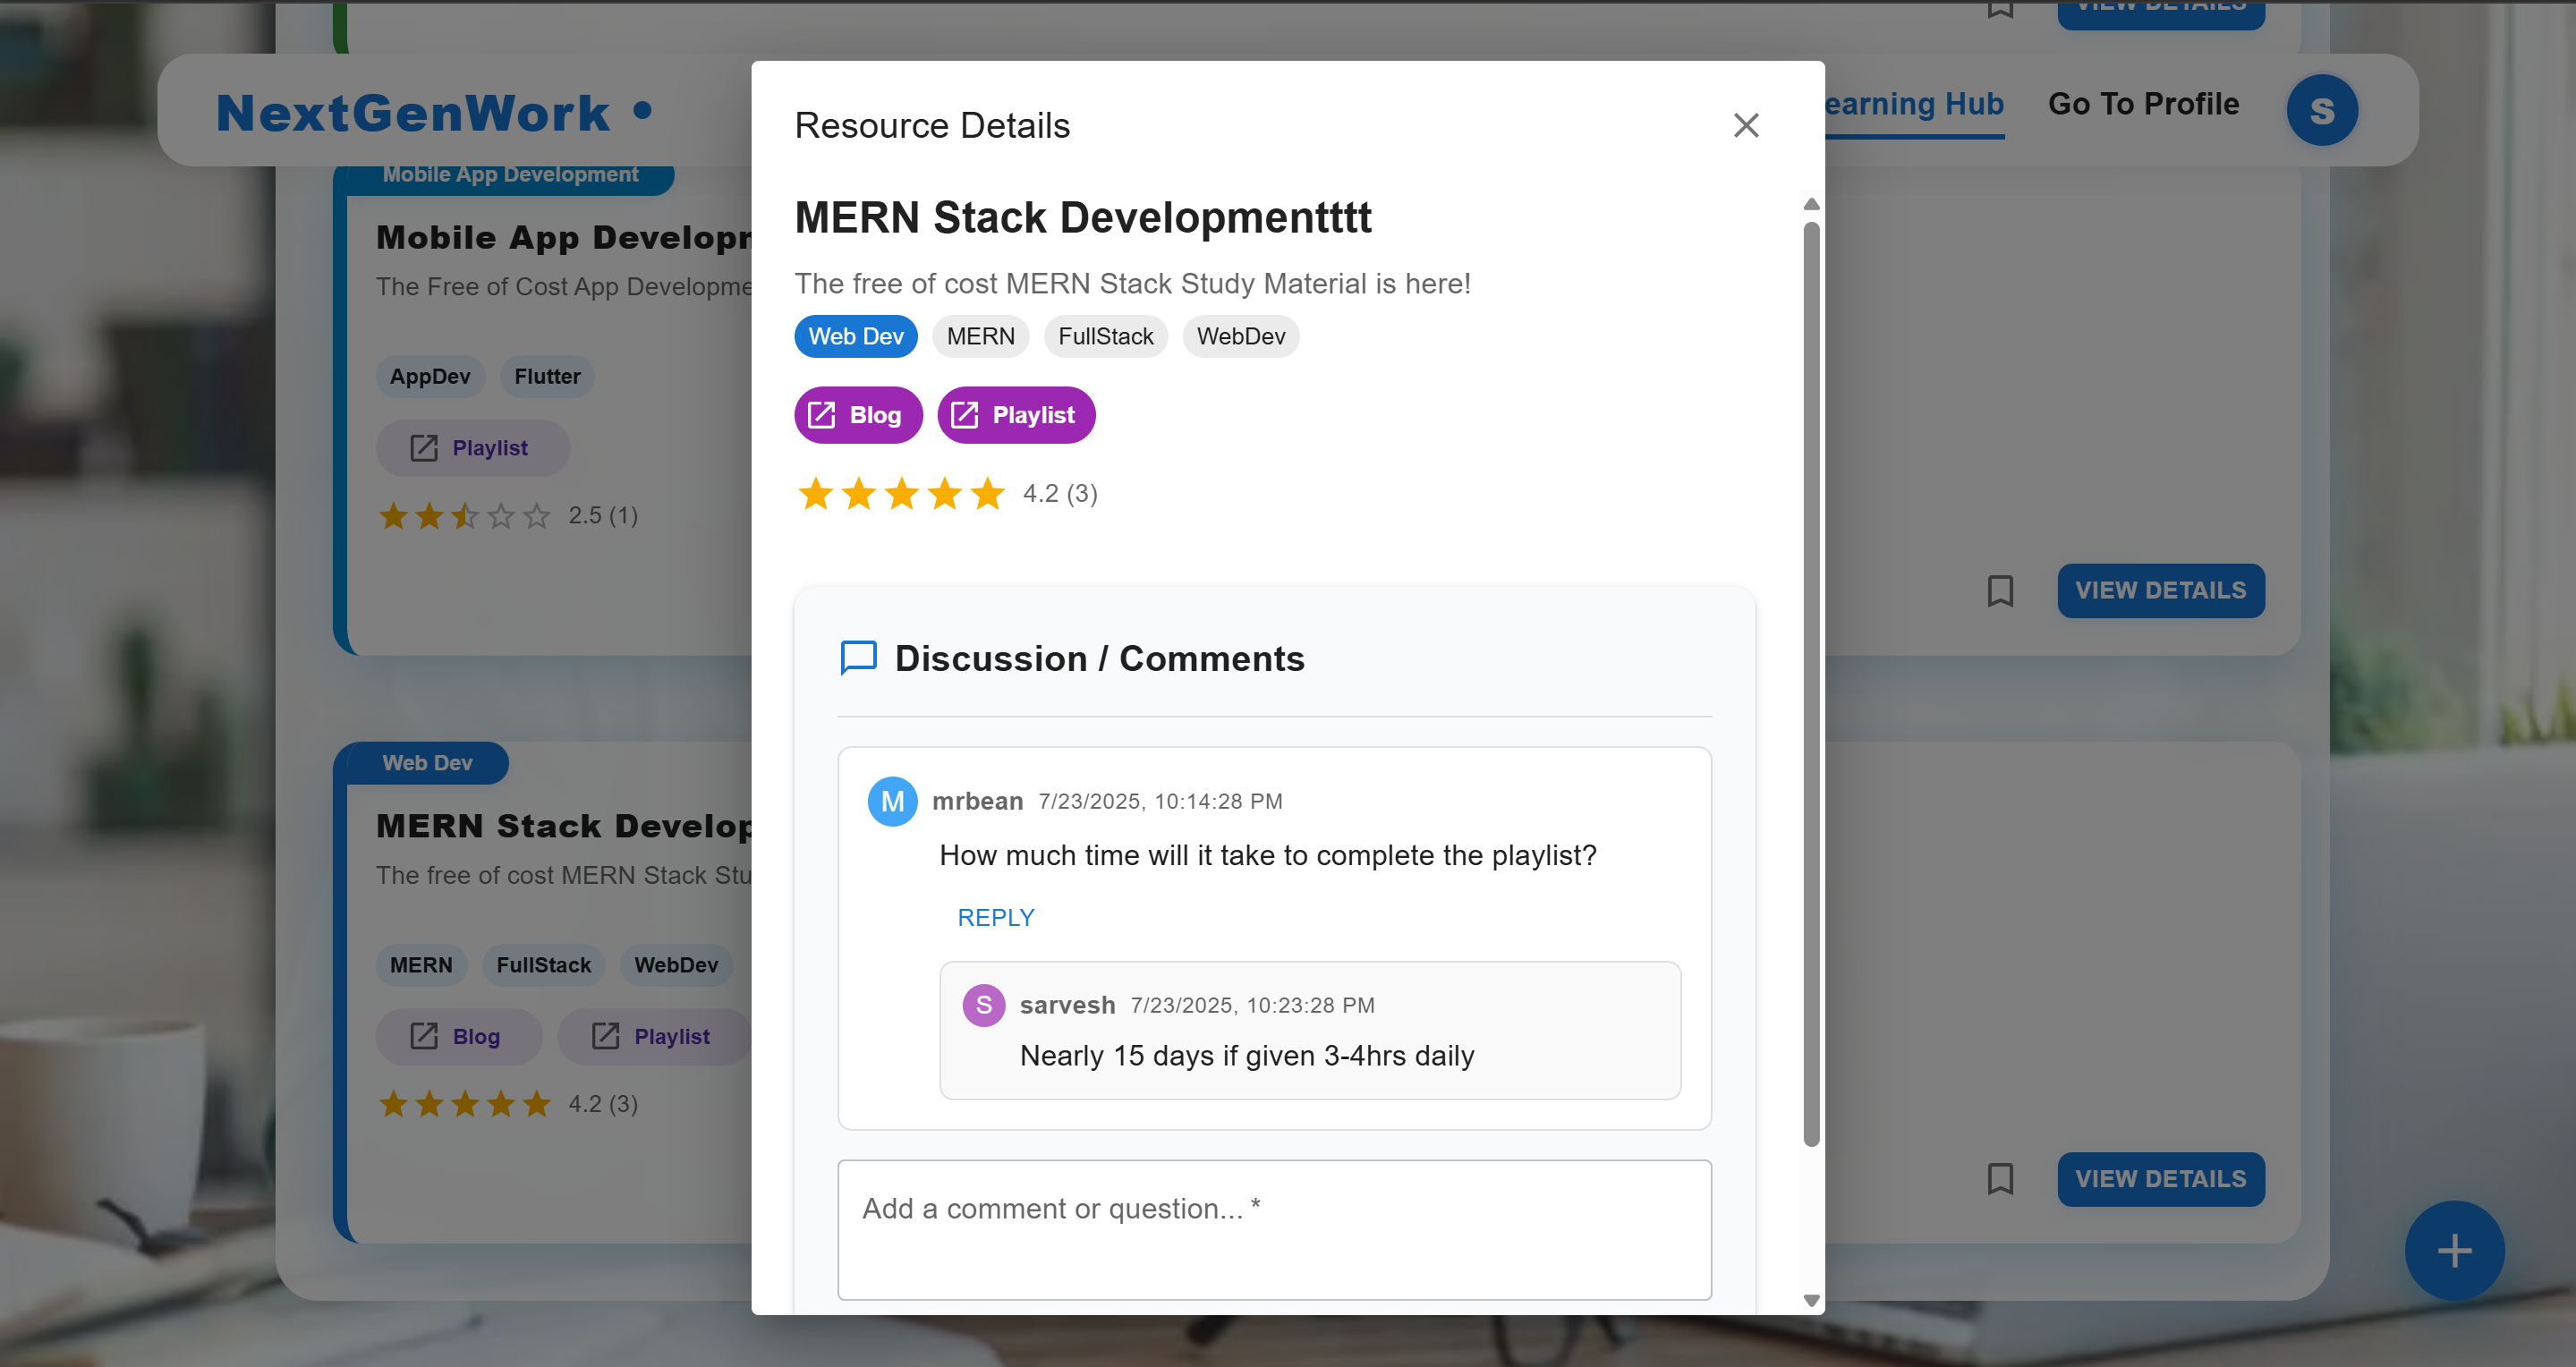 VIEW DETAILS
NextGenWork •
earning Hub
Go To Profile
S
Mobile App Development
Mobile App Develop
The Free of Cost App Developme
AppDev
Flutter
Playlist
2.5 (1)
VIEW DETAILS
Web Dev
MERN Stack Develop
The free of cost MERN Stack Stu
MERN
FullStack
WebDev
Blog
Playlist
4.2 (3)
VIEW DETAILS
+
Resource Details
MERN Stack Developmentttt
The free of cost MERN Stack Study Material is here!
Web Dev
MERN
FullStack
WebDev
Blog
Playlist
4.2 (3)
Discussion / Comments
M
mrbean 7/23/2025, 10:14:28 PM
How much time will it take to complete the playlist?
REPLY
S
sarvesh 7/23/2025, 10:23:28 PM
Nearly 15 days if given 3-4hrs daily
Add a comment or question... *